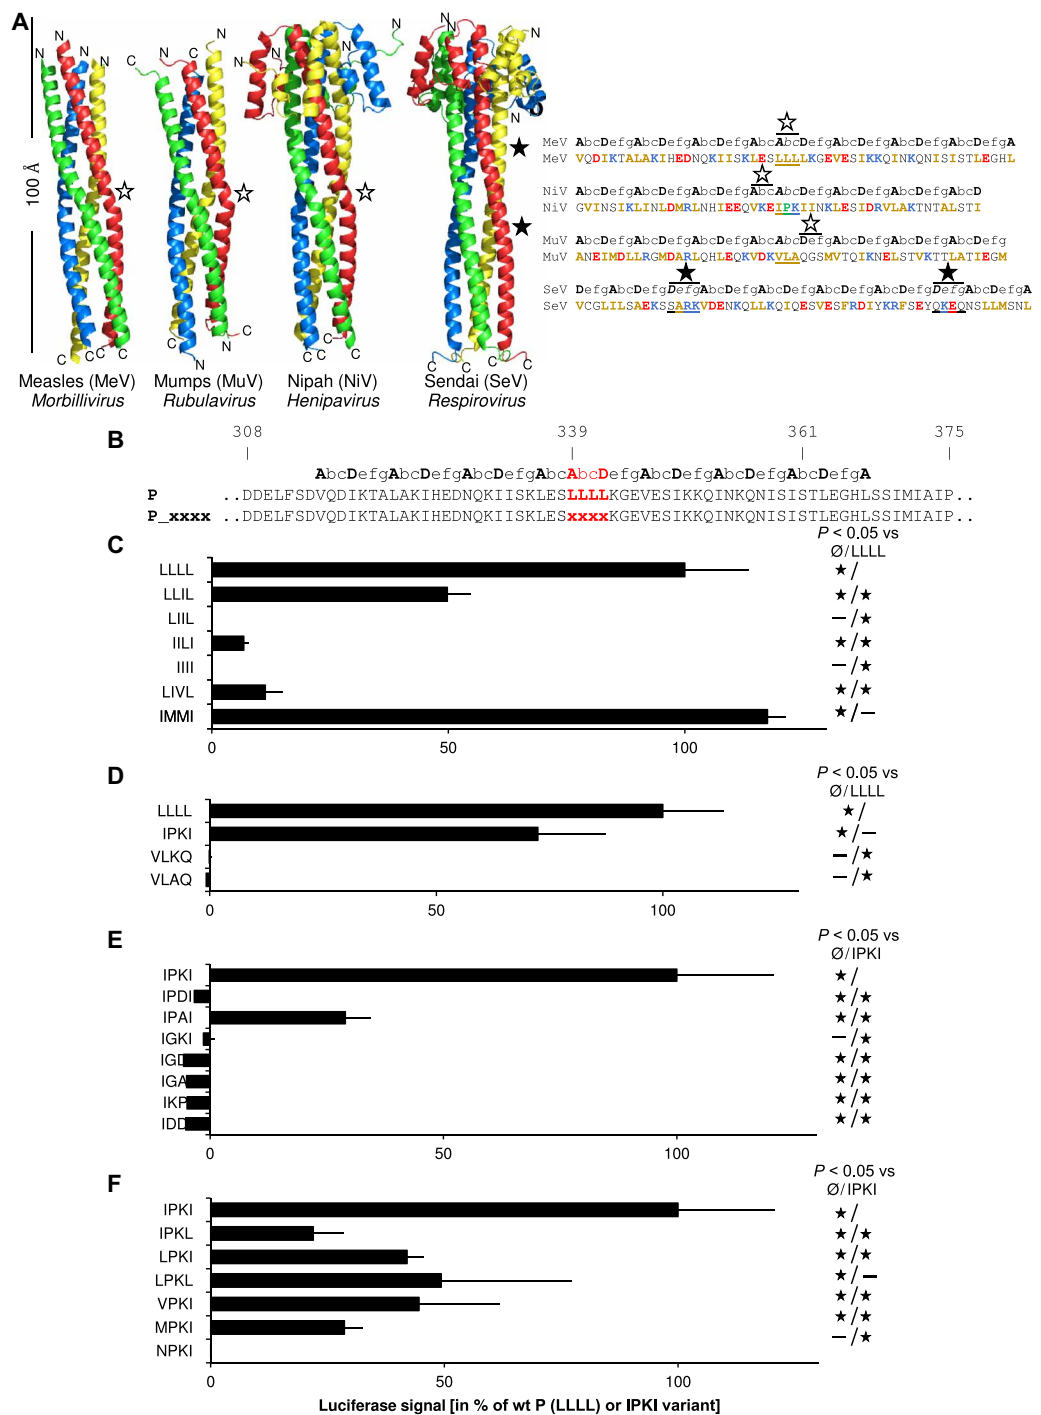 A
N N N
N C N
N N N
N N N
100 Å
C C C
C N N
C C C
C C C
MeV AbcDefgAbcDefgAbcDefgAbcAbcDefgAbcDefgAbcDefgAbcDefgA
MeV VQDIKTALAKIHEDNQKIISKLESLLLLKGEVESIKKQINKQNISISTLEGHL
NiV AbcDefgAbcDefgAbcDefgAbcAbcDefgAbcDefgAbcDefgAbcD
NiV GVINSIKLINLDMRLNHIEEQVKEIPKIINKLESIDRVLAKTNTALSTI
MuV AbcDefgAbcDefgAbcDefgAbcAbcDefgAbcDefgAbcDefgAbcDefg
MuV ANEIMDLLRGMDARLQHLEQKVDKVLAQGSMVTQIKNELSTVKTTLATIEGM
SeV DefgAbcDefgDefgAbcDefgAbcDefgAbcDefgAbcDefgDefgAbcDefgA
SeV VCGLILSAEKSSARKVDENKQLLKQIQESVESFRDIYKRFSEYQKEQNSLLMSNL
Measles (MeV)
Morbillivirus
Mumps (MuV)
Rubulavirus
Nipah (NiV)
Henipavirus
Sendai (SeV)
Respirovirus
B
308 339 361 375
AbcDefgAbcDefgAbcDefgAbcAbcDefgAbcDefgAbcDefgAbcDefgA
P ..DDELFSDVQDIKTALAKIHEDNQKIISKLESLLLLKGEVESIKKQINKQNISISTLEGHLSSIMIAIP..
P_xxxx ..DDELFSDVQDIKTALAKIHEDNQKIISKLESxxxxKGEVESIKKQINKQNISISTLEGHLSSIMIAIP..
C
P < 0.05 vs
Ø/LLLL
LLLL ★/
LLIL ★/★
LIIL –/★
IILI ★/★
IIII –/★
LIVL ★/★
IMMI ★/–
0 50 100
D
P < 0.05 vs
Ø/LLLL
LLLL ★/
IPKI ★/–
VLKQ –/★
VLAQ –/★
0 50 100
E
P < 0.05 vs
Ø/IPKI
IPKI ★/
IPDI ★/★
IPAI ★/★
IGKI –/★
IGD ★/★
IGA ★/★
IKP ★/★
IDD ★/★
0 50 100
F
P < 0.05 vs
Ø/IPKI
IPKI ★/
IPKL ★/★
LPKI ★/★
LPKL ★/–
VPKI ★/★
MPKI ★/★
NPKI –/★
0 50 100
Luciferase signal [in % of wt P (LLLL) or IPKI variant]